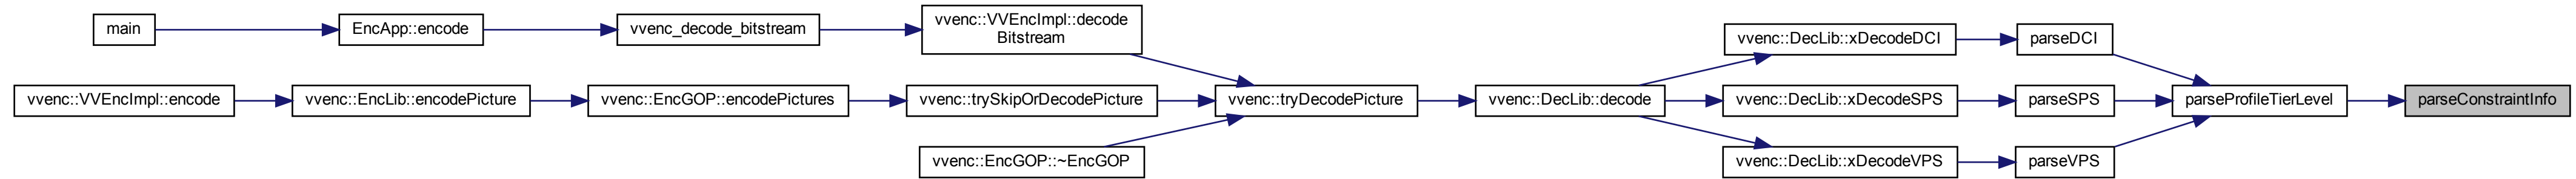 main
EncApp::encode
vvenc_decode_bitstream
vvenc::VVEncImpl::decode
Bitstream
vvenc::DecLib::xDecodeDCI
parseDCI
vvenc::VVEncImpl::encode
vvenc::EncLib::encodePicture
vvenc::EncGOP::encodePictures
vvenc::trySkipOrDecodePicture
vvenc::tryDecodePicture
vvenc::DecLib::decode
vvenc::DecLib::xDecodeSPS
parseSPS
parseProfileTierLevel
parseConstraintInfo
vvenc::EncGOP::~EncGOP
vvenc::DecLib::xDecodeVPS
parseVPS